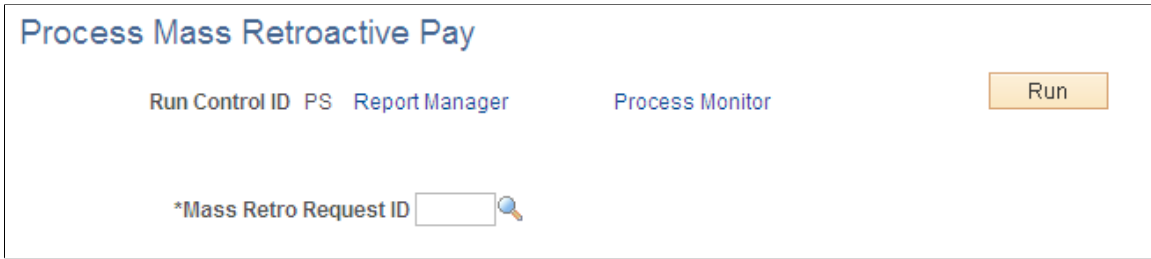 Process Mass Retroactive Pay
Run Control ID PS Report Manager Process Monitor Run
*Mass Retro Request ID